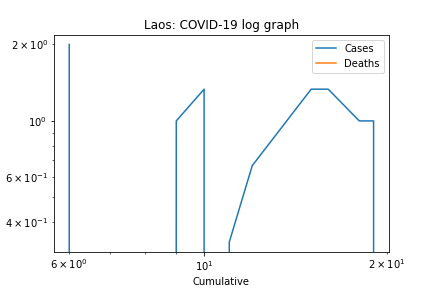 Laos: COVID-19 log graph
Cases
Deaths
2 × 10⁰
10⁰
6 × 10⁻¹
4 × 10⁻¹
6 × 10⁰
10¹
2 × 10¹
Cumulative